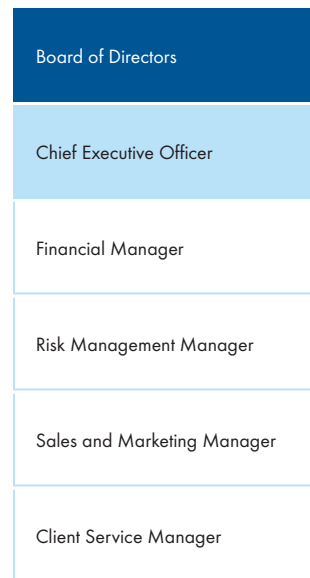 Board of Directors
Chief Executive Officer
Financial Manager
Risk Management Manager
Sales and Marketing Manager
Client Service Manager